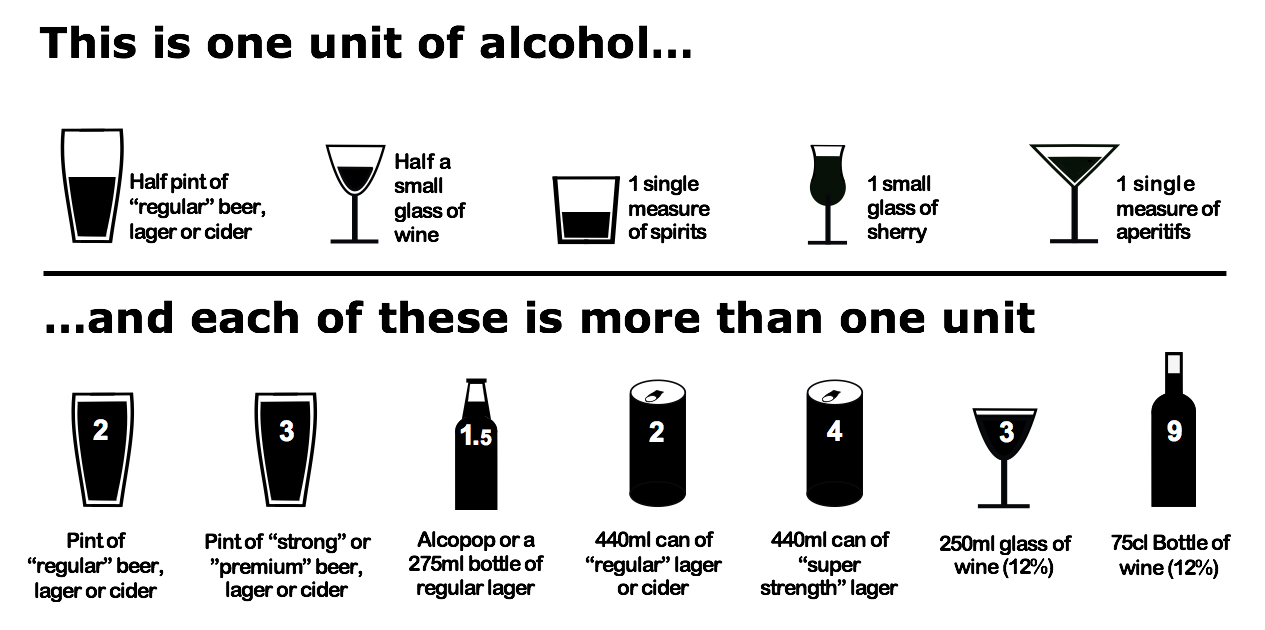 This is one unit of alcohol...
Half pint of
“regular” beer,
lager or cider
Half a
small
glass of
wine
1 single
measure
of spirits
1 small
glass of
sherry
1 single
measure of
aperitifs
...and each of these is more than one unit
2
Pint of
“regular” beer,
lager or cider
3
Pint of “strong” or
”premium” beer,
lager or cider
1.5
Alcopop or a
275ml bottle of
regular lager
2
440ml can of
“regular” lager
or cider
4
440ml can of
“super
strength” lager
3
250ml glass of
wine (12%)
9
75cl Bottle of
wine (12%)